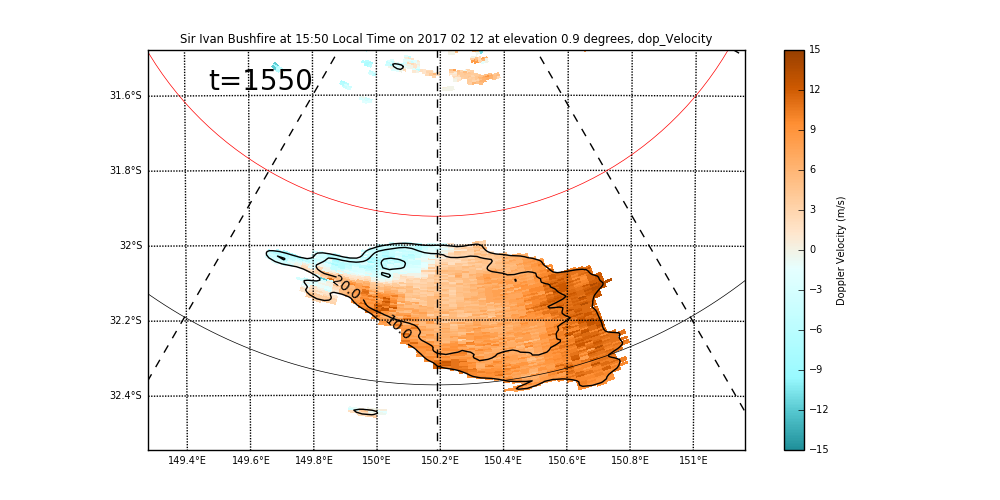 Sir Ivan Bushfire at 15:50 Local Time on 2017 02 12 at elevation 0.9 degrees, dop_Velocity
t=1550
31.6°S
31.8°S
32°S
32.2°S
32.4°S
20.0
10.0
149.4°E 149.6°E 149.8°E 150°E 150.2°E 150.4°E 150.6°E 150.8°E 151°E
15
12
9
6
3
0
−3
−6
−9
−12
−15
Doppler Velocity (m/s)